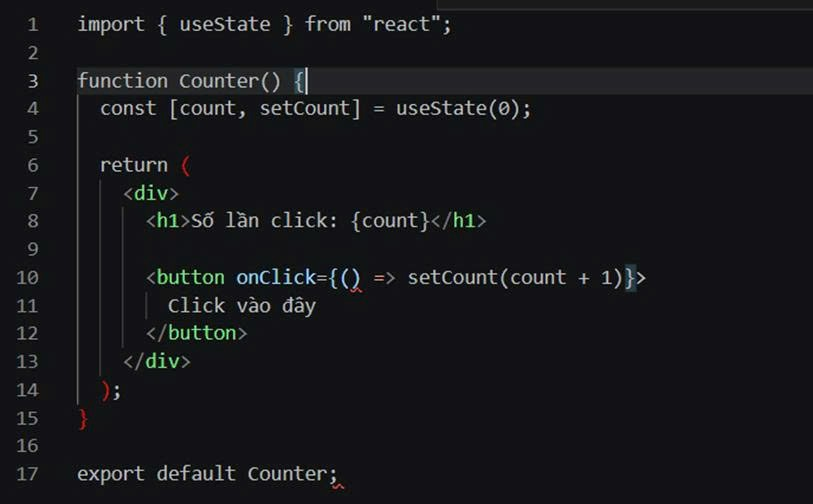 1 import { useState } from "react";
2
3 function Counter() {
4 const [count, setCount] = useState(0);
5
6 return (
7 <div>
8 <h1>Số lần click: {count}</h1>
9
10 <button onClick={() => setCount(count + 1)}>
11 Click vào đây
12 </button>
13 </div>
14 );
15 }
16
17 export default Counter;